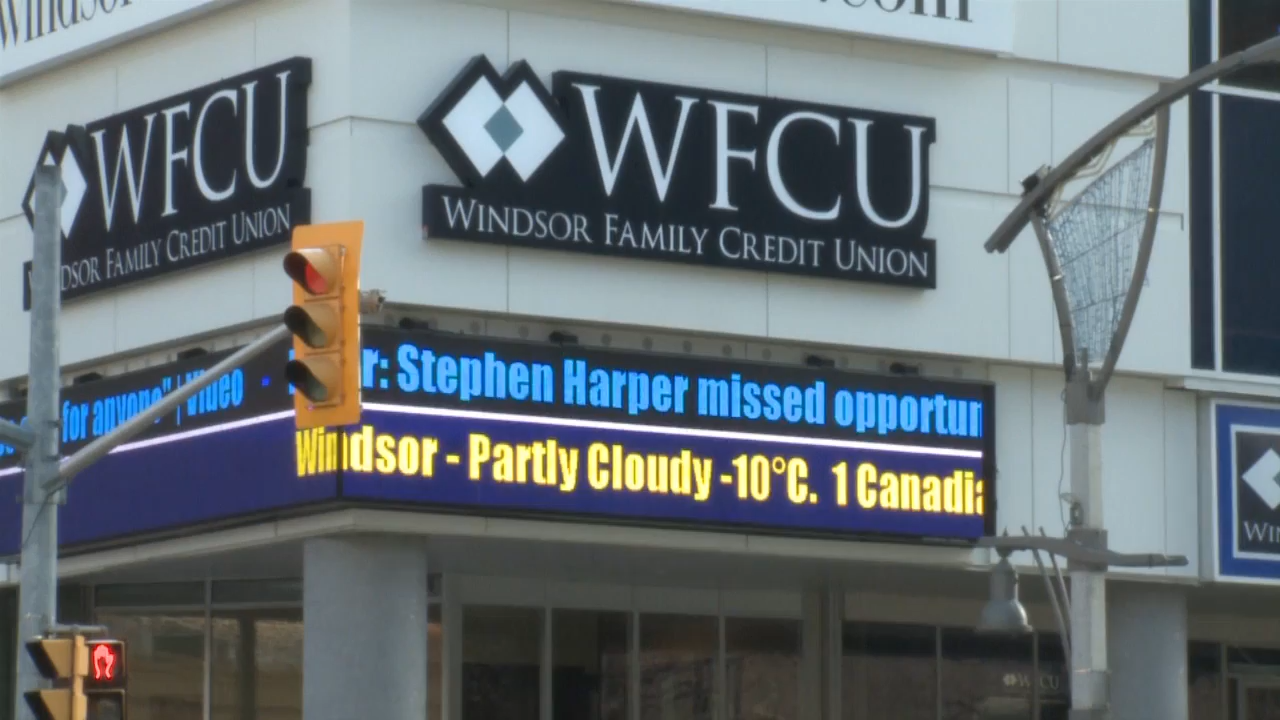 WFCU
FAMILY CREDIT UNION
WFCU
WINDSOR FAMILY CREDIT UNION
for anyone" | Video -
r: Stephen Harper missed opportun
Windsor - Partly Cloudy -10°C. 1 Canadia
WFCU